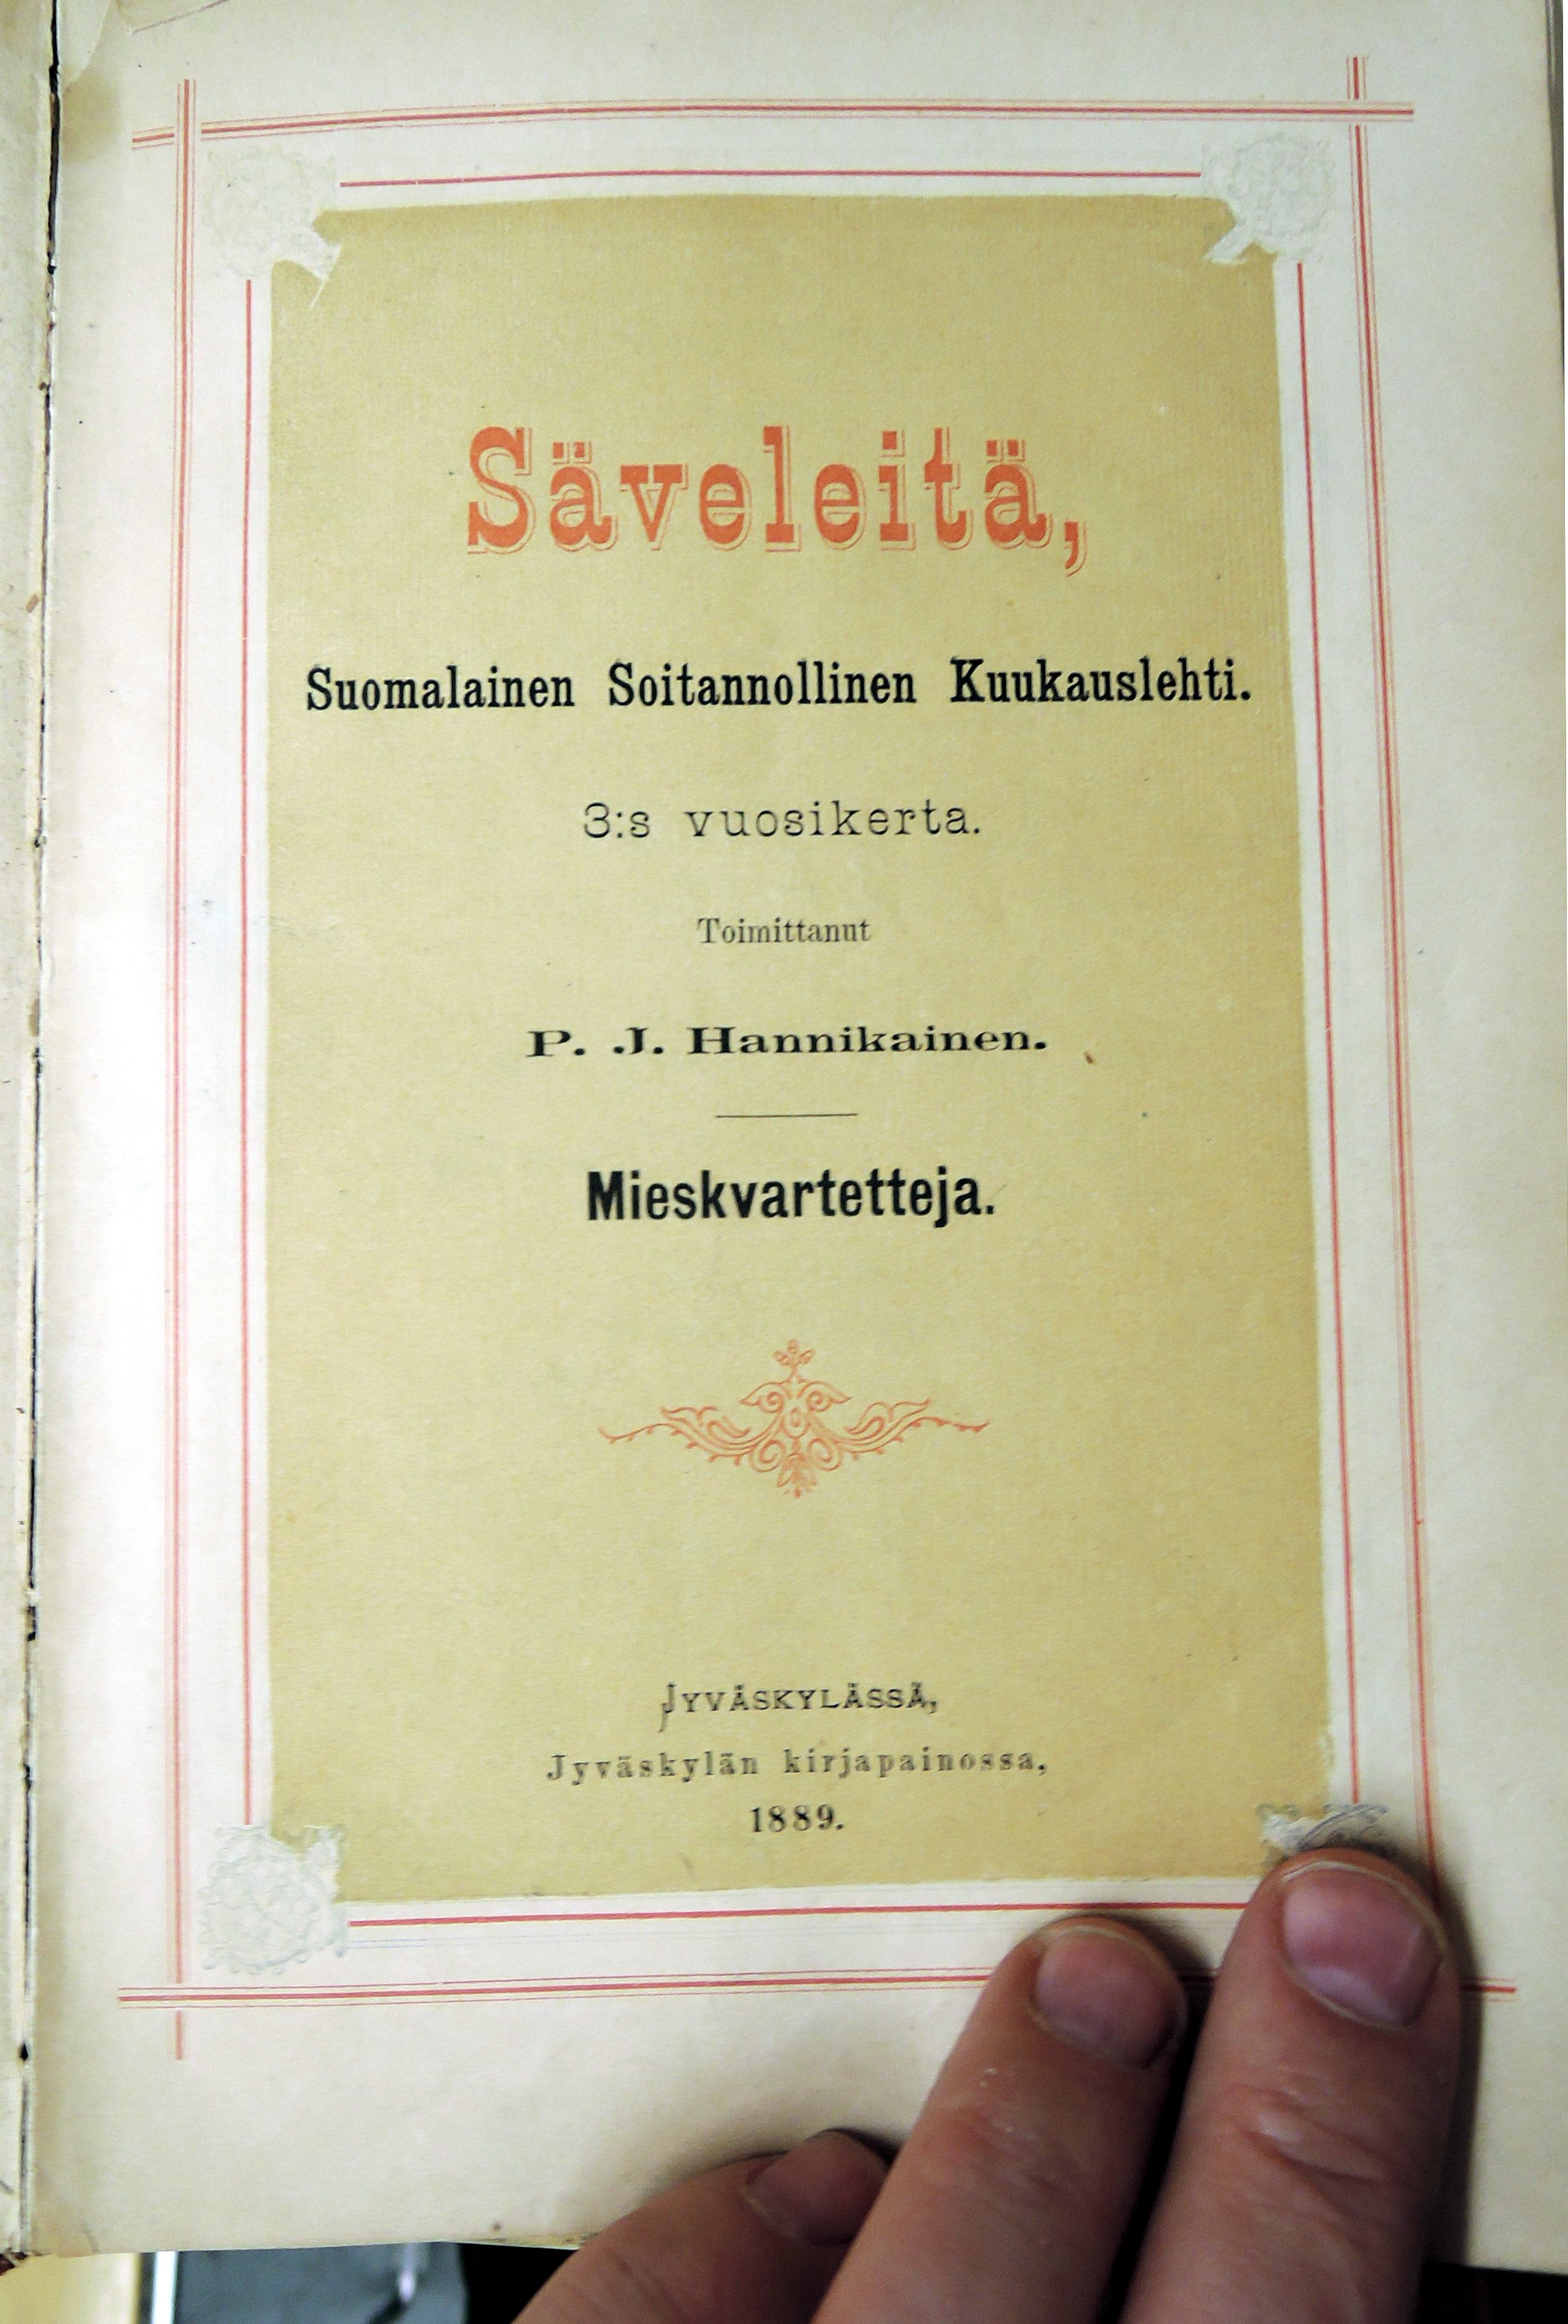 Säveleitä,
Suomalainen Soitannollinen Kuukauslehti.
3:s vuosikerta.
Toimittanut
P. J. Hannikainen.
Mieskvartetteja.
JYVÄSKYLÄSSÄ,
Jyväskylän kirjapainossa,
1889.